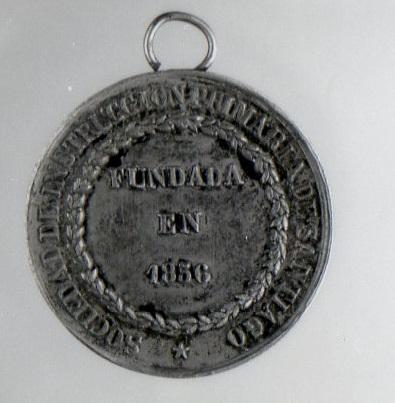 SOCIEDAD DE INSTRUCCION PRIMARIA DE SANTIAGO
FUNDADA
EN
1856